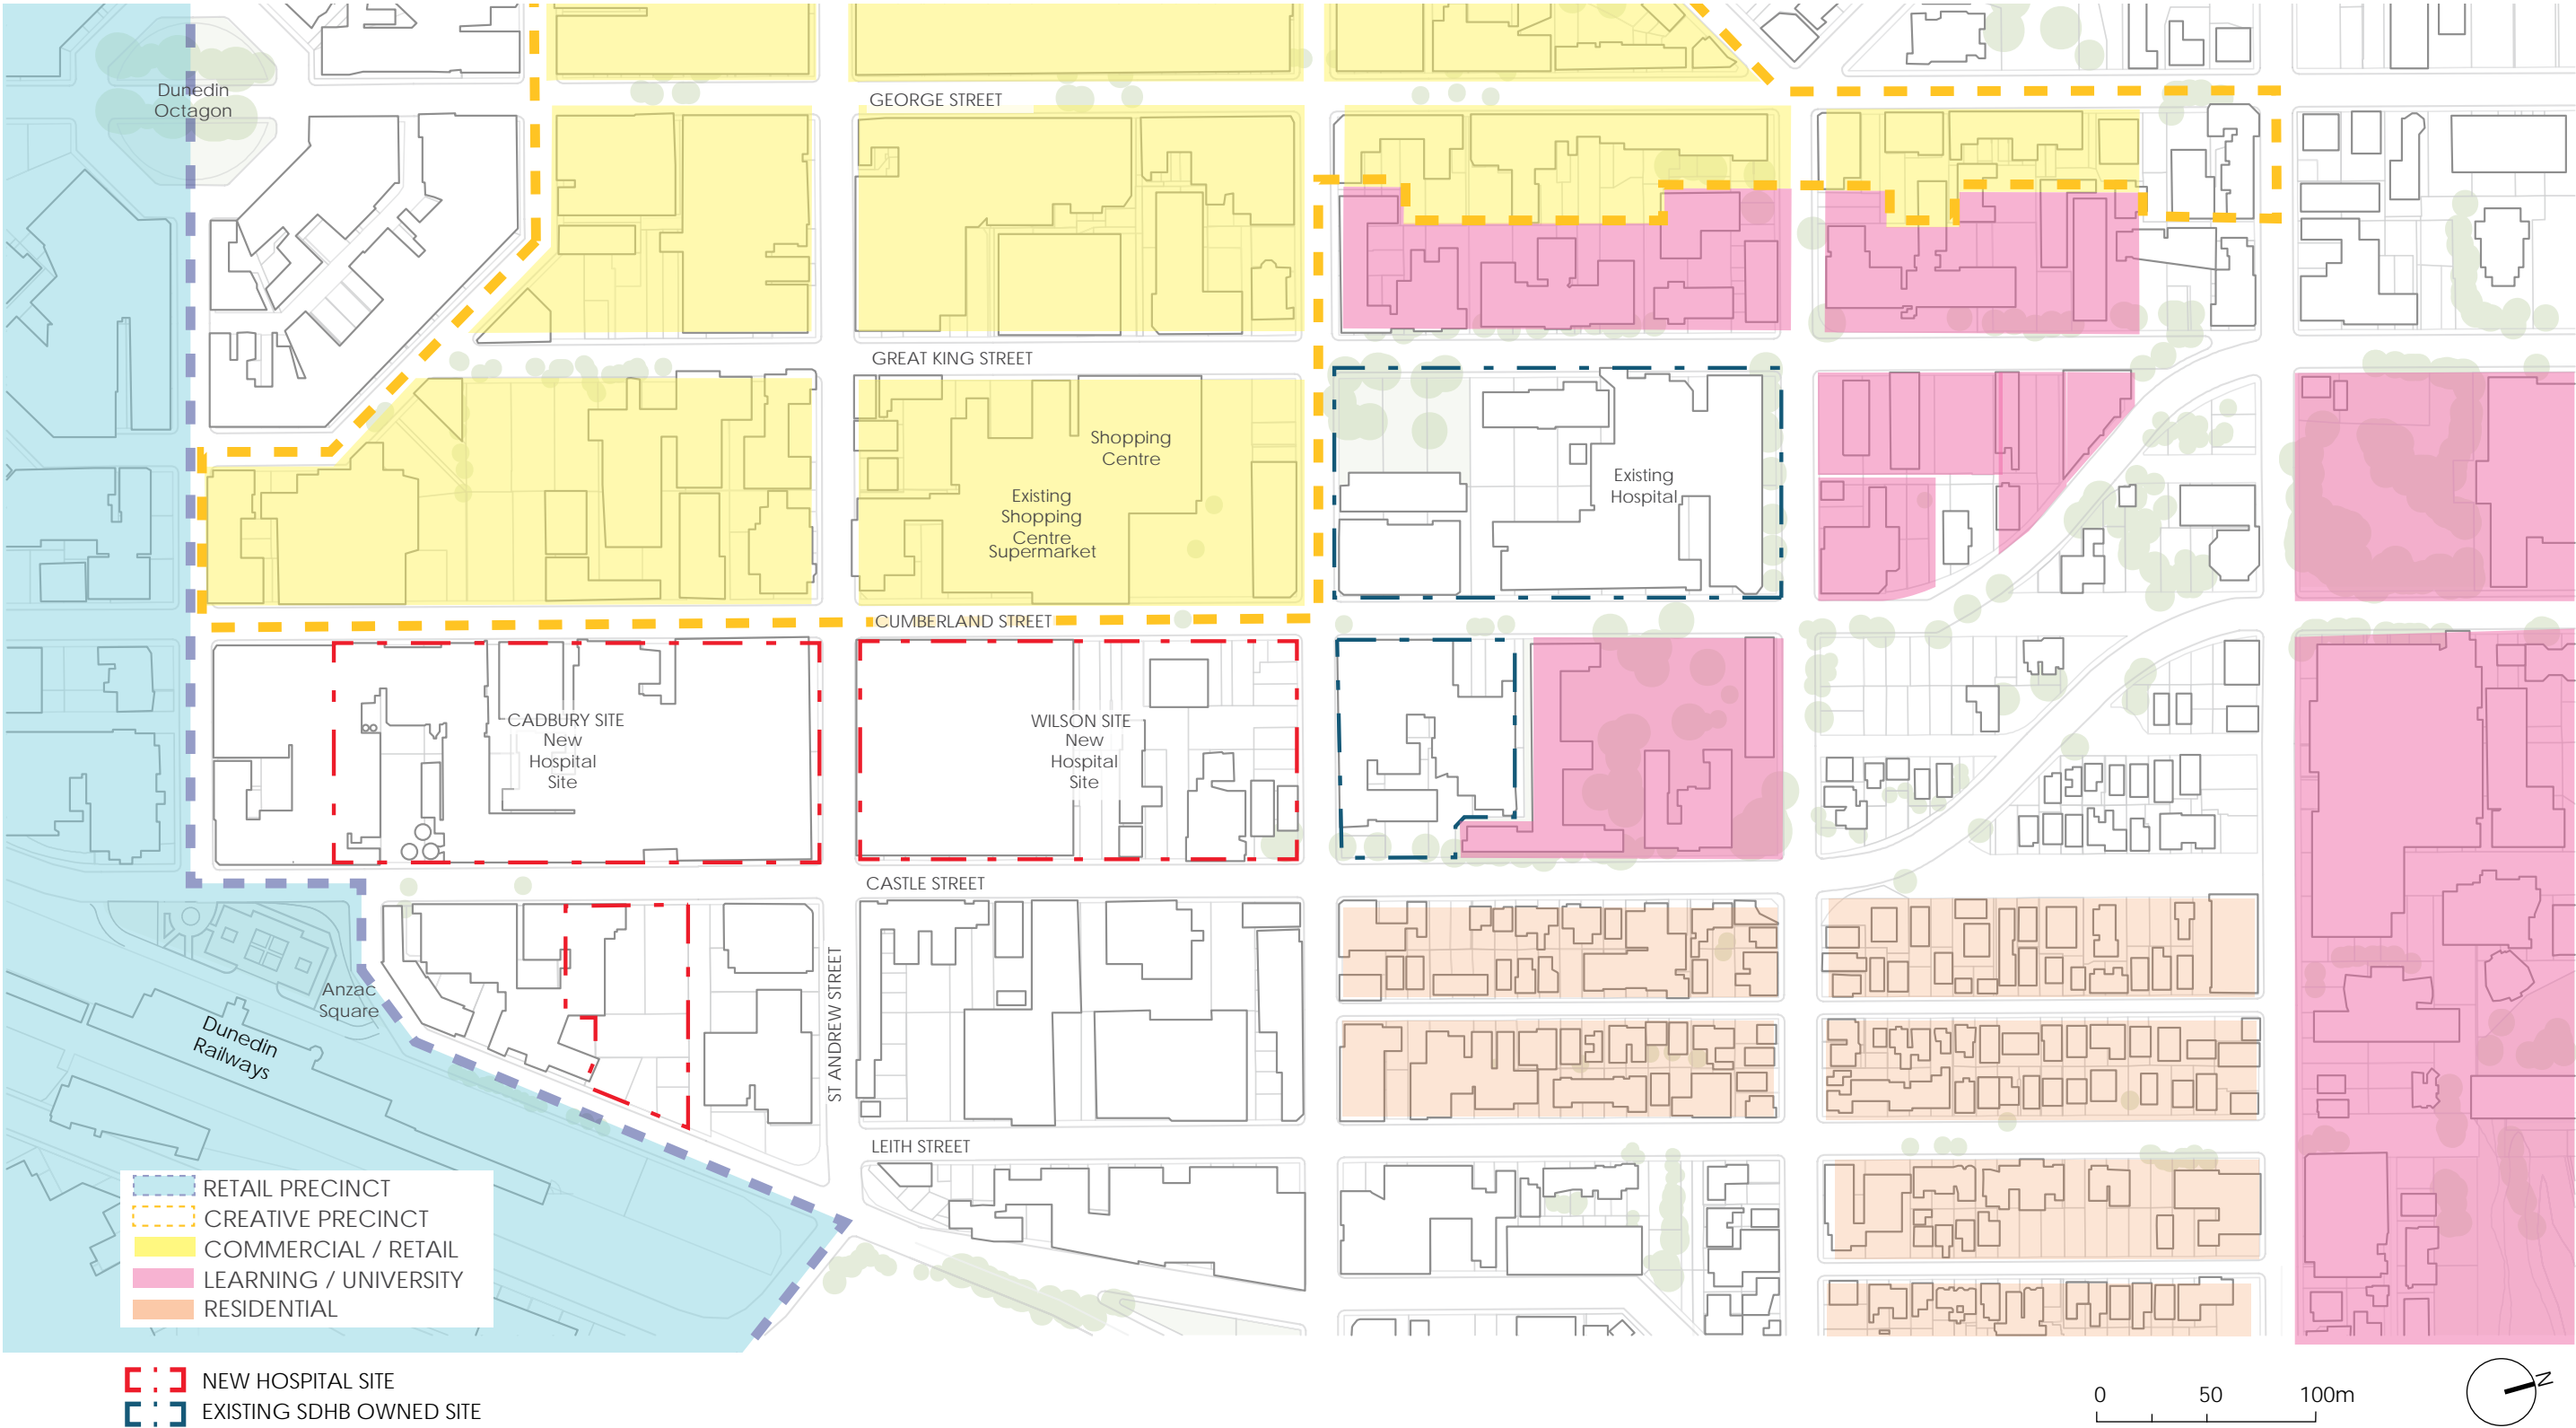 Dunedin
Octagon
GEORGE STREET
GREAT KING STREET
Shopping
Centre
Existing
Shopping
Centre
Supermarket
Existing
Hospital
CUMBERLAND STREET
CADBURY SITE
New
Hospital
Site
WILSON SITE
New
Hospital
Site
CASTLE STREET
ST ANDREW STREET
Anzac
Square
Dunedin
Railways
LEITH STREET
RETAIL PRECINCT
CREATIVE PRECINCT
COMMERCIAL / RETAIL
LEARNING / UNIVERSITY
RESIDENTIAL
NEW HOSPITAL SITE
EXISTING SDHB OWNED SITE
0 50 100m
N